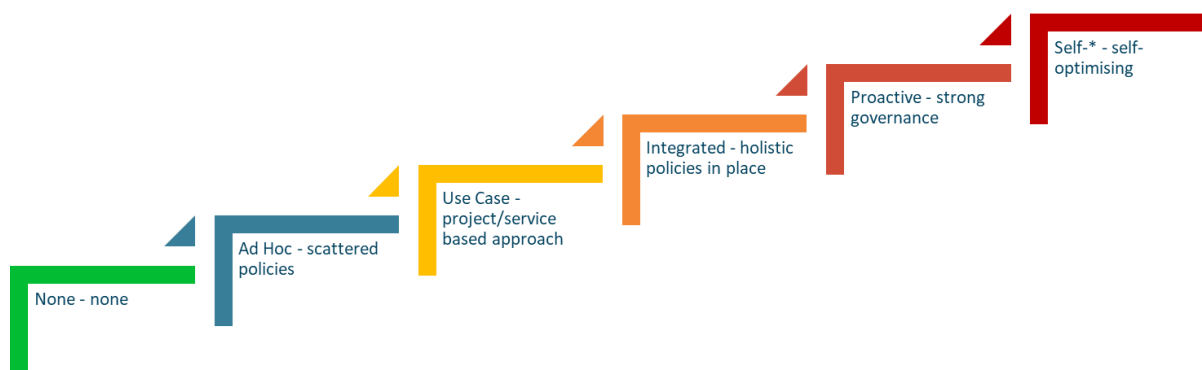 None - none
Ad Hoc - scattered
policies
Use Case -
project/service
based approach
Integrated - holistic
policies in place
Proactive - strong
governance
Self-* - self-
optimising